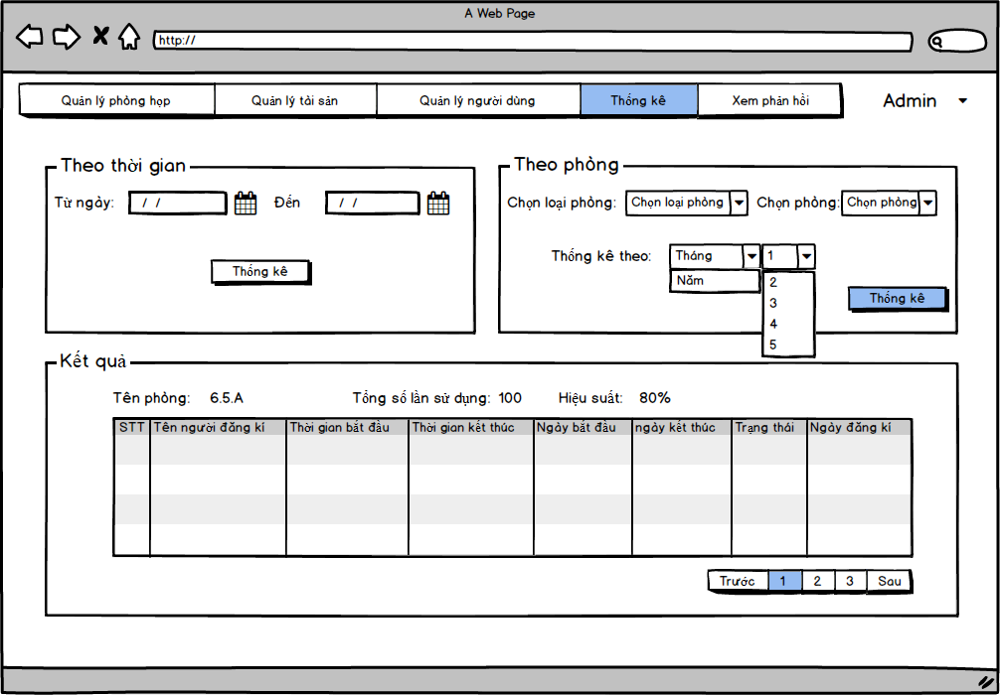 A Web Page
http://
Quản lý phòng họp Quản lý tài sản Quản lý người dùng Thống kê Xem phản hồi Admin
Theo thời gian
Từ ngày: / / Đến / /
Thống kê
Theo phòng
Chọn loại phòng: Chọn loại phòng Chọn phòng: Chọn phòng
Thống kê theo: Tháng 1
Năm 2
3
4
5
Thống kê
Kết quả
Tên phòng: 6.5.A Tổng số lần sử dụng: 100 Hiệu suất: 80%
STT Tên người đăng kí Thời gian bắt đầu Thời gian kết thúc Ngày bắt đầu ngày kết thúc Trạng thái Ngày đăng kí
Trước 1 2 3 Sau